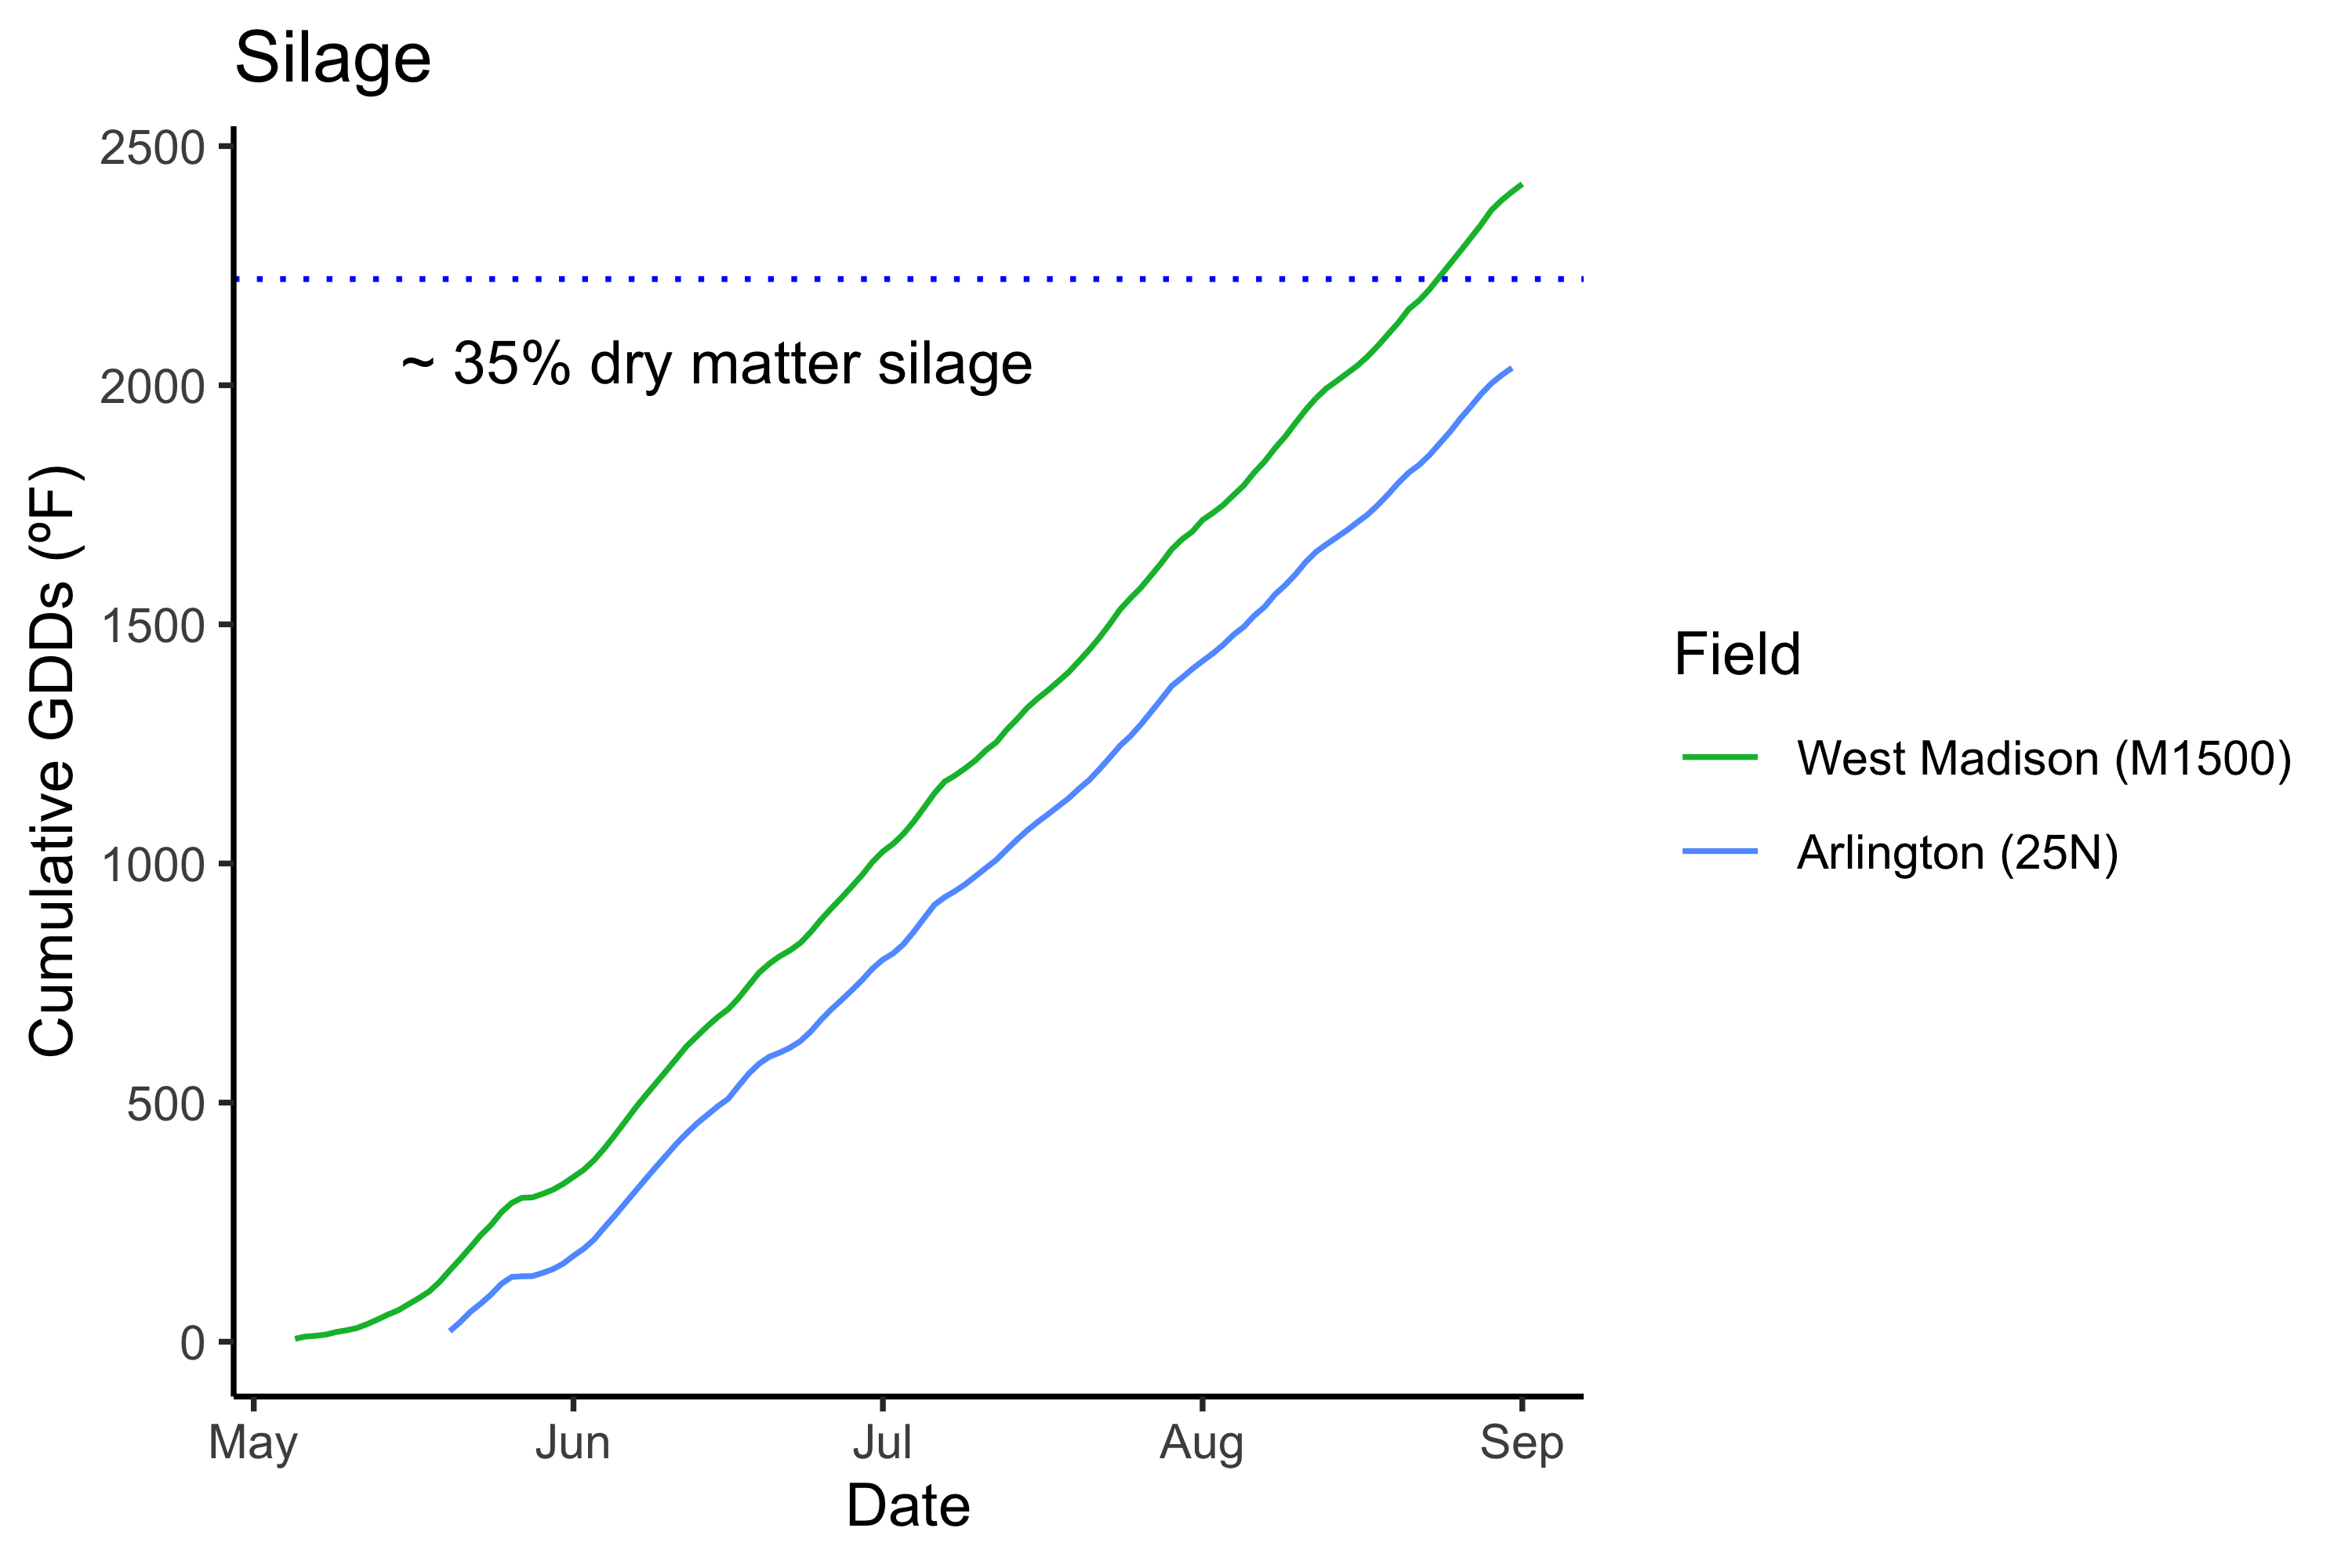 Silage
2500
2000
1500
1000
500
0
Cumulative GDDs (ºF)
~ 35% dry matter silage
May Jun Jul Aug Sep
Date
Field
West Madison (M1500)
Arlington (25N)